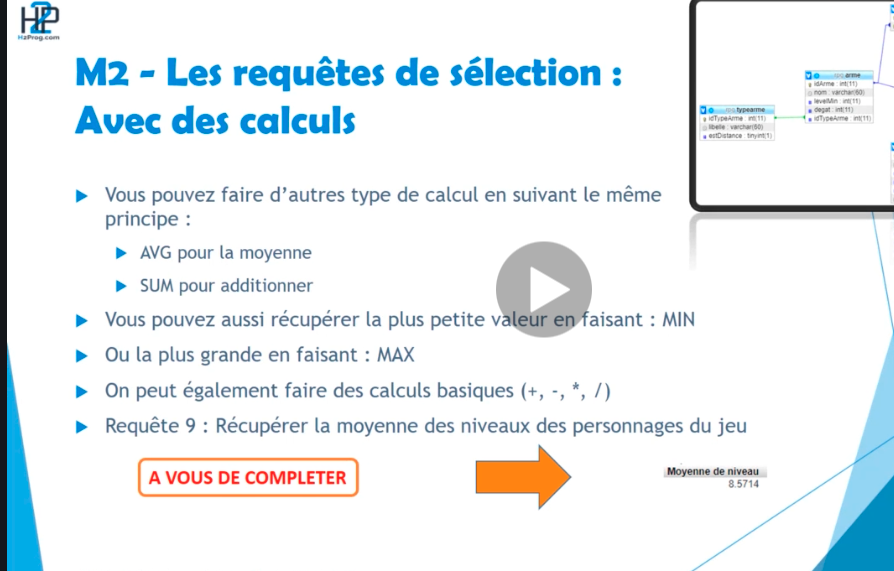 H2P
H2Prog.com
M2 - Les requêtes de sélection :
Avec des calculs
Vous pouvez faire d'autres type de calcul en suivant le même
principe :
AVG pour la moyenne
SUM pour additionner
Vous pouvez aussi récupérer la plus petite valeur en faisant : MIN
Ou la plus grande en faisant : MAX
On peut également faire des calculs basiques (+, -, *, /)
Requête 9 : Récupérer la moyenne des niveaux des personnages du jeu
A VOUS DE COMPLETER
Moyenne de niveau
8.5714
arme
idArme : int(11)
nom : varchar(60)
levelMin : int(11)
degat : int(11)
idTypeArme : int(11)
typearme
idTypeArme : int(11)
libelle : varchar(60)
estDistance : tinyint(1)